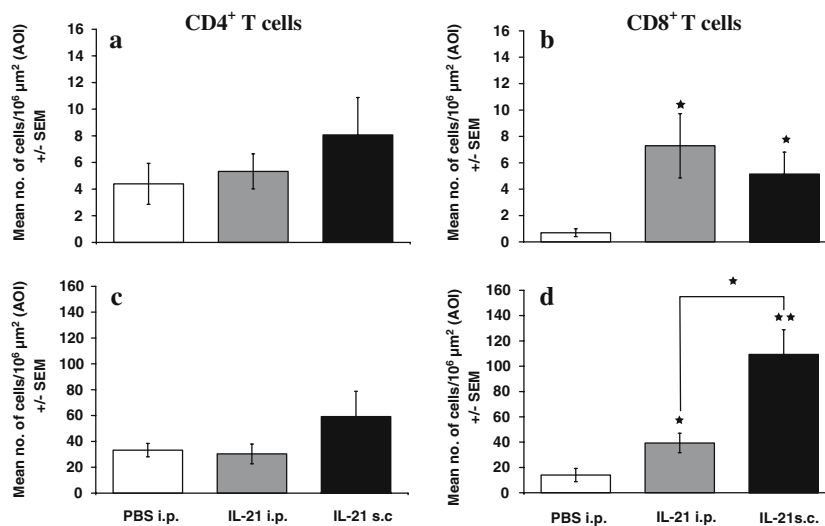 CD4⁺ T cells
CD8⁺ T cells
a
Mean no. of cells/10⁶ µm² (AOI)
+/- SEM
16
14
12
10
8
6
4
2
0
b
Mean no. of cells/10⁶ µm² (AOI)
+/- SEM
16
14
12
10
8
6
4
2
0
★
★
c
Mean no. of cells/10⁶ µm² (AOI)
+/- SEM
160
140
120
100
80
60
40
20
0
PBS i.p.
IL-21 i.p.
IL-21 s.c
d
Mean no. of cells/10⁶ µm² (AOI)
+/- SEM
160
140
120
100
80
60
40
20
0
★
★ ★
★
PBS i.p.
IL-21 i.p.
IL-21s.c.